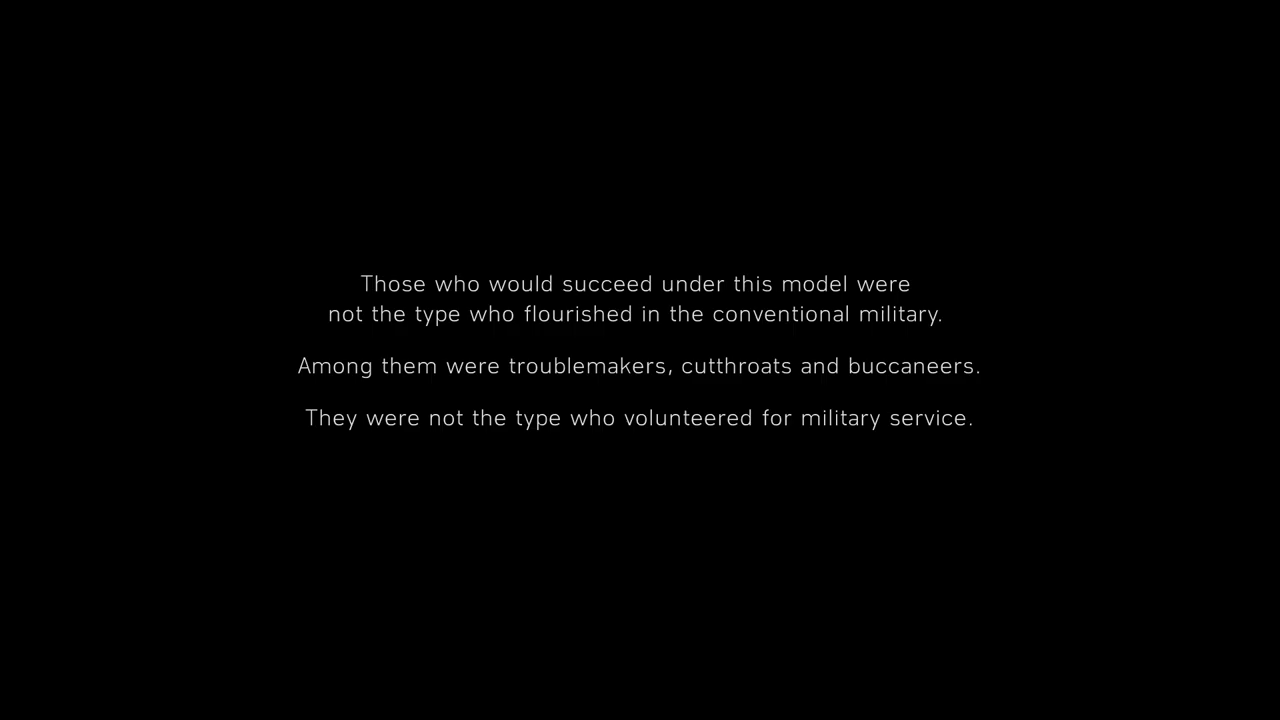 Those who would succeed under this model were
not the type who flourished in the conventional military.
Among them were troublemakers, cutthroats and buccaneers.
They were not the type who volunteered for military service.